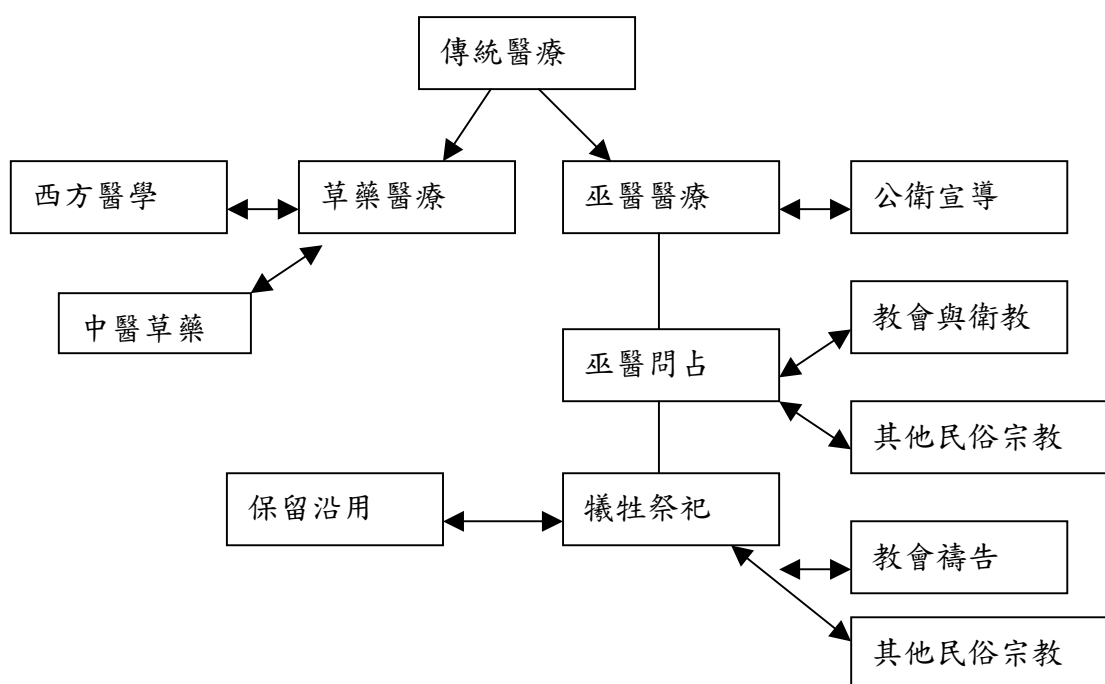 傳統醫療
西方醫學
草藥醫療
巫醫醫療
公衛宣導
中醫草藥
教會與衛教
巫醫問占
其他民俗宗教
保留沿用
犧牲祭祀
教會禱告
其他民俗宗教